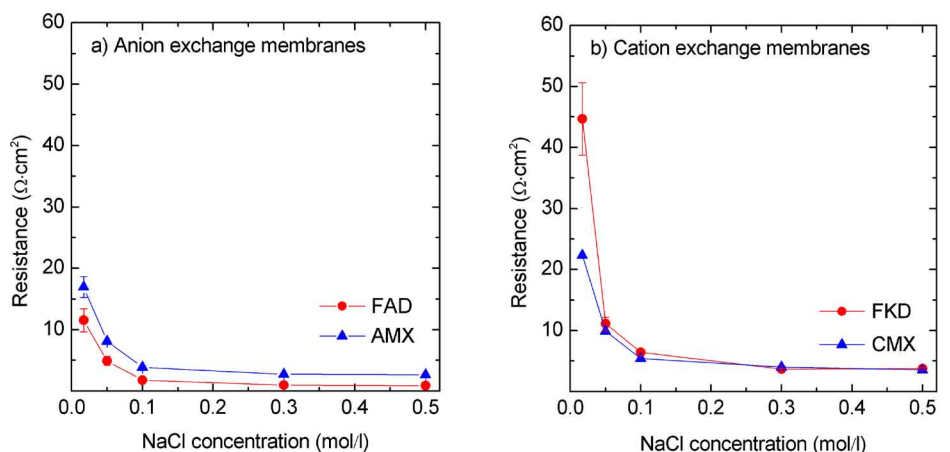 a) Anion exchange membranes
60
50
40
30
20
10
Resistance (Ω·cm²)
FAD
AMX
0.0 0.1 0.2 0.3 0.4 0.5
NaCl concentration (mol/l)
b) Cation exchange membranes
60
50
40
30
20
10
Resistance (Ω·cm²)
FKD
CMX
0.0 0.1 0.2 0.3 0.4 0.5
NaCl concentration (mol/l)